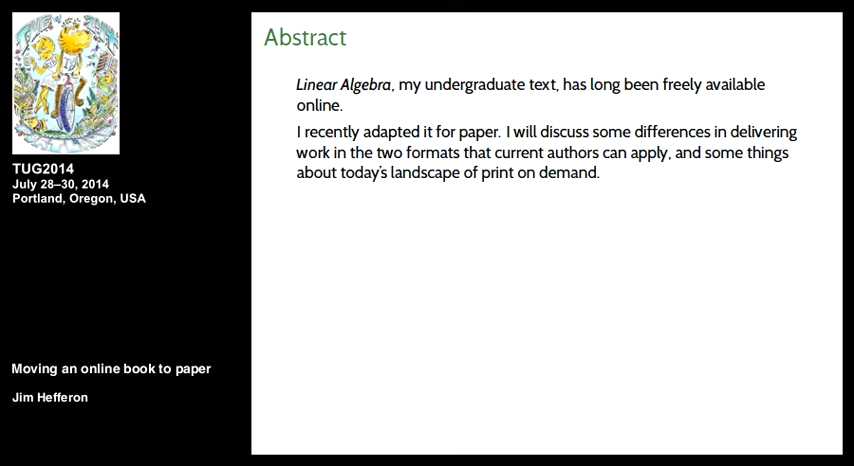 TUG2014
July 28–30, 2014
Portland, Oregon, USA
Moving an online book to paper
Jim Hefferon
Abstract
Linear Algebra, my undergraduate text, has long been freely available
online.
I recently adapted it for paper. I will discuss some differences in delivering
work in the two formats that current authors can apply, and some things
about today's landscape of print on demand.